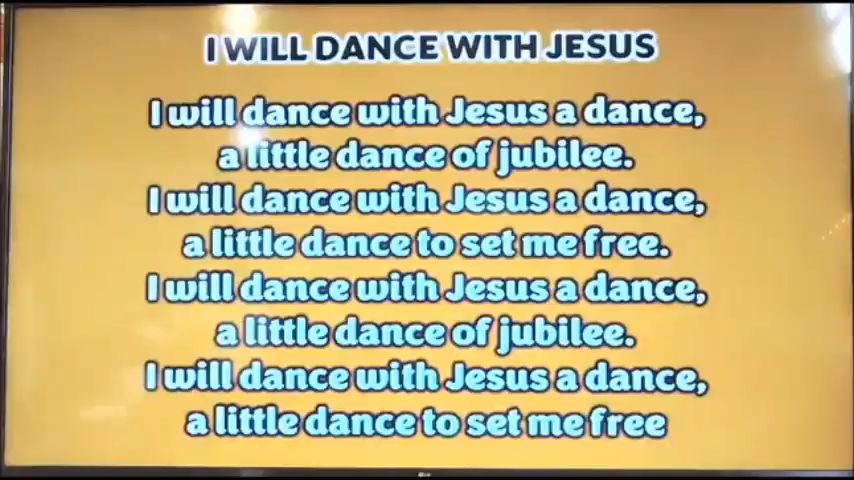 I WILL DANCE WITH JESUS
I will dance with Jesus a dance,
a little dance of jubilee.
I will dance with Jesus a dance,
a little dance to set me free.
I will dance with Jesus a dance,
a little dance of jubilee.
I will dance with Jesus a dance,
a little dance to set me free